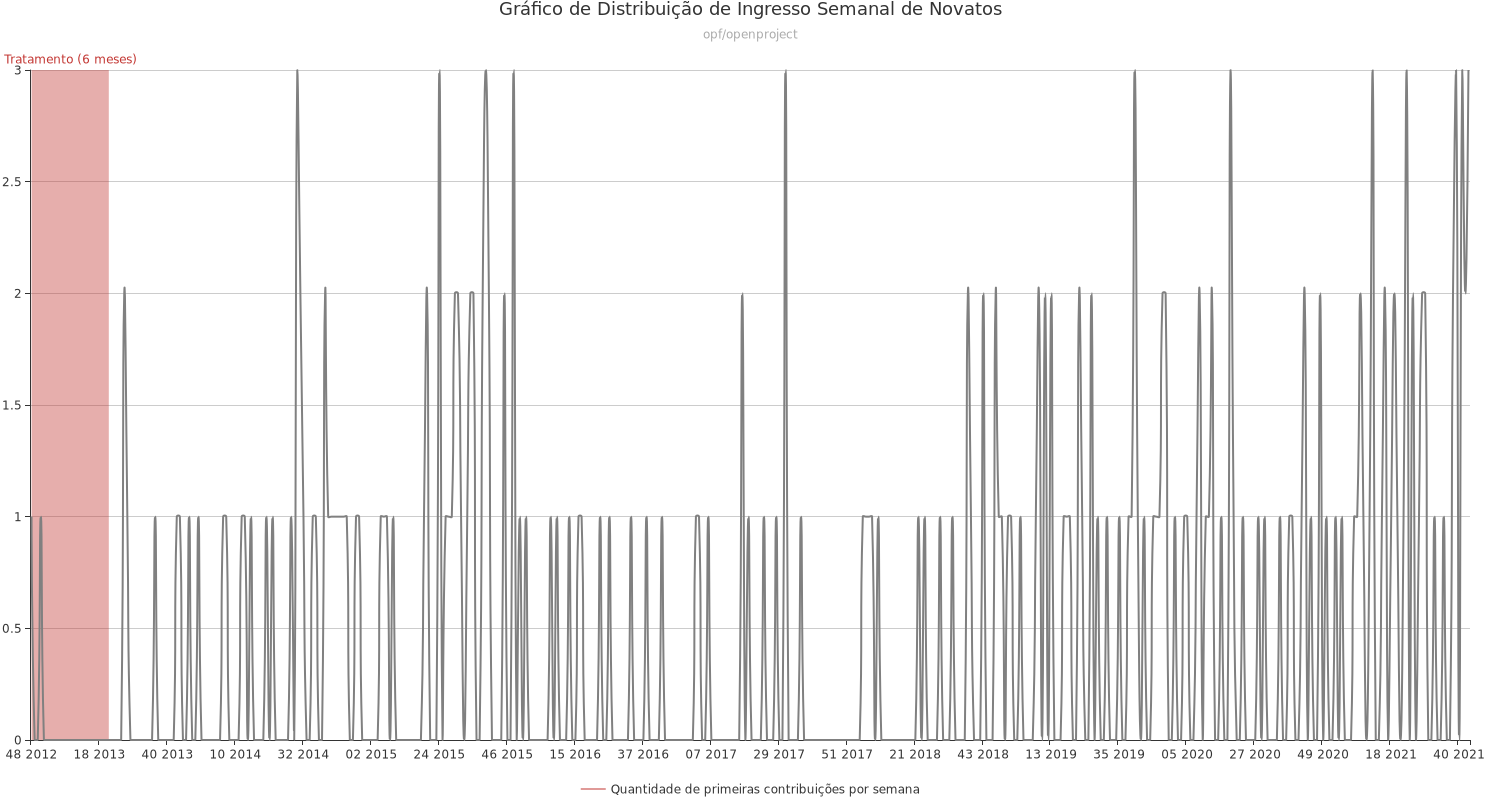 Gráfico de Distribuição de Ingresso Semanal de Novatos
opf/openproject
Tratamento (6 meses)
3
2.5
2
1.5
1
0.5
0
48 2012 18 2013 40 2013 10 2014 32 2014 02 2015 24 2015 46 2015 15 2016 37 2016 07 2017 29 2017 51 2017 21 2018 43 2018 13 2019 35 2019 05 2020 27 2020 49 2020 18 2021 40 2021
Quantidade de primeiras contribuições por semana